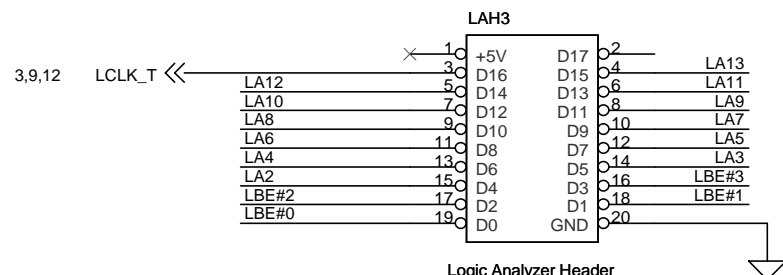 LAH3
1 +5V D17 2
3,9,12 LCLK_T 3 D16 D15 4 LA13
LA12 5 D14 D13 6 LA11
LA10 7 D12 D11 8 LA9
LA8 9 D10 D9 10 LA7
LA6 11 D8 D7 12 LA5
LA4 13 D6 D5 14 LA3
LA2 15 D4 D3 16 LBE#3
LBE#2 17 D2 D1 18 LBE#1
LBE#0 19 D0 GND 20
Logic Analyzer Header